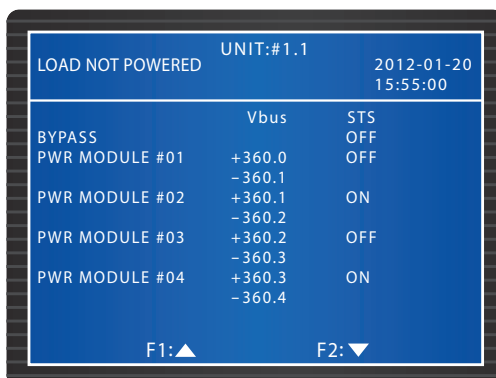 UNIT:#1.1
LOAD NOT POWERED 2012-01-20
15:55:00
Vbus STS
BYPASS OFF
PWR MODULE #01 +360.0 OFF
−360.1
PWR MODULE #02 +360.1 ON
−360.2
PWR MODULE #03 +360.2 OFF
−360.3
PWR MODULE #04 +360.3 ON
−360.4
F1:▲ F2:▼